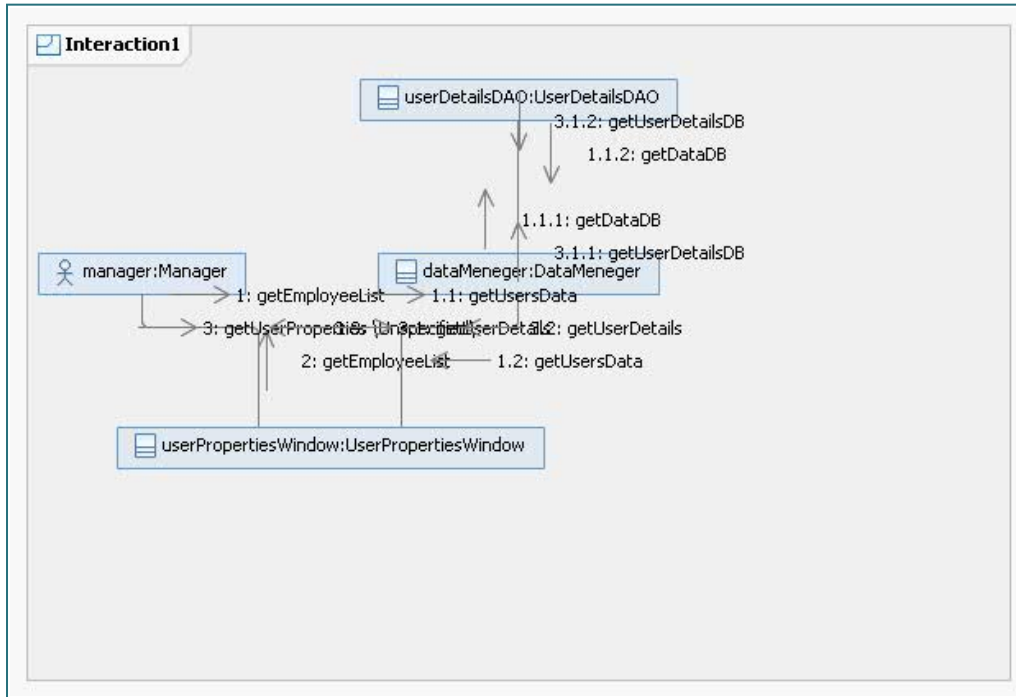 Interaction1
userDetailsDAO:UserDetailsDAO
3.1.2: getUserDetailsDB
1.1.2: getDataDB
1.1.1: getDataDB
3.1.1: getUserDetailsDB
manager:Manager
dataMeneger:DataMeneger
1: getEmployeeList
1.1: getUsersData
3: getUserProperties
getUserDetails
getUserDetails
2: getEmployeeList
1.2: getUsersData
userPropertiesWindow:UserPropertiesWindow